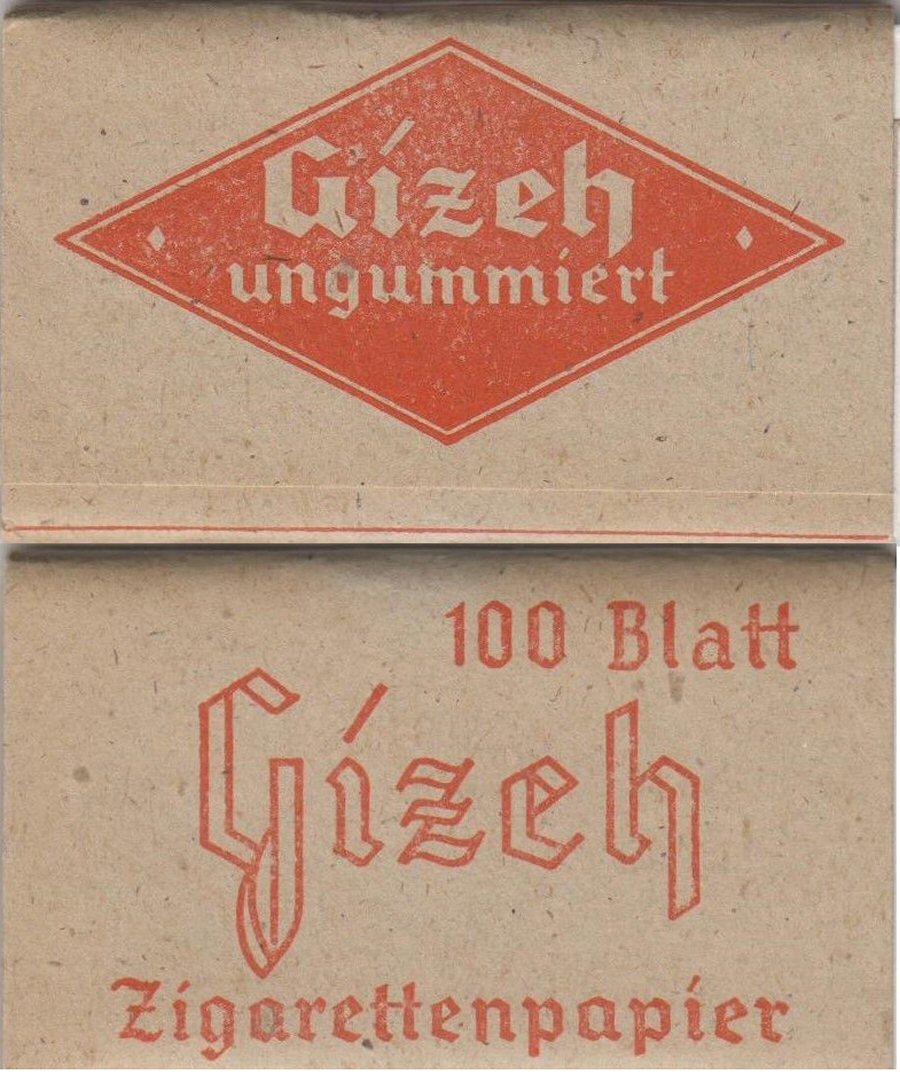 Gizeh
ungummiert
100 Blatt
Gizeh
Zigarettenpapier